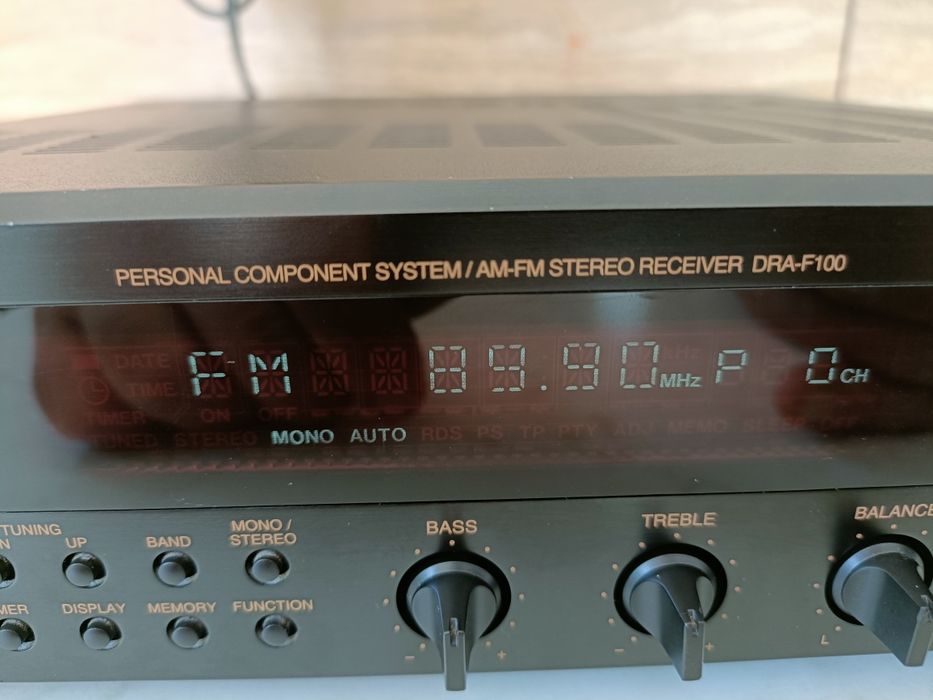 PERSONAL COMPONENT SYSTEM / AM-FM STEREO RECEIVER DRA-F100
DATE
FM 89.90 MHz P 0 CH
TIME
TIMER ON OFF
TUNED STEREO MONO AUTO RDS PS TP PTY ADJ MEMO SLEEP OFF
TUNING
UP BAND MONO / STEREO BASS TREBLE BALANCE
DISPLAY MEMORY FUNCTION
- + - + L